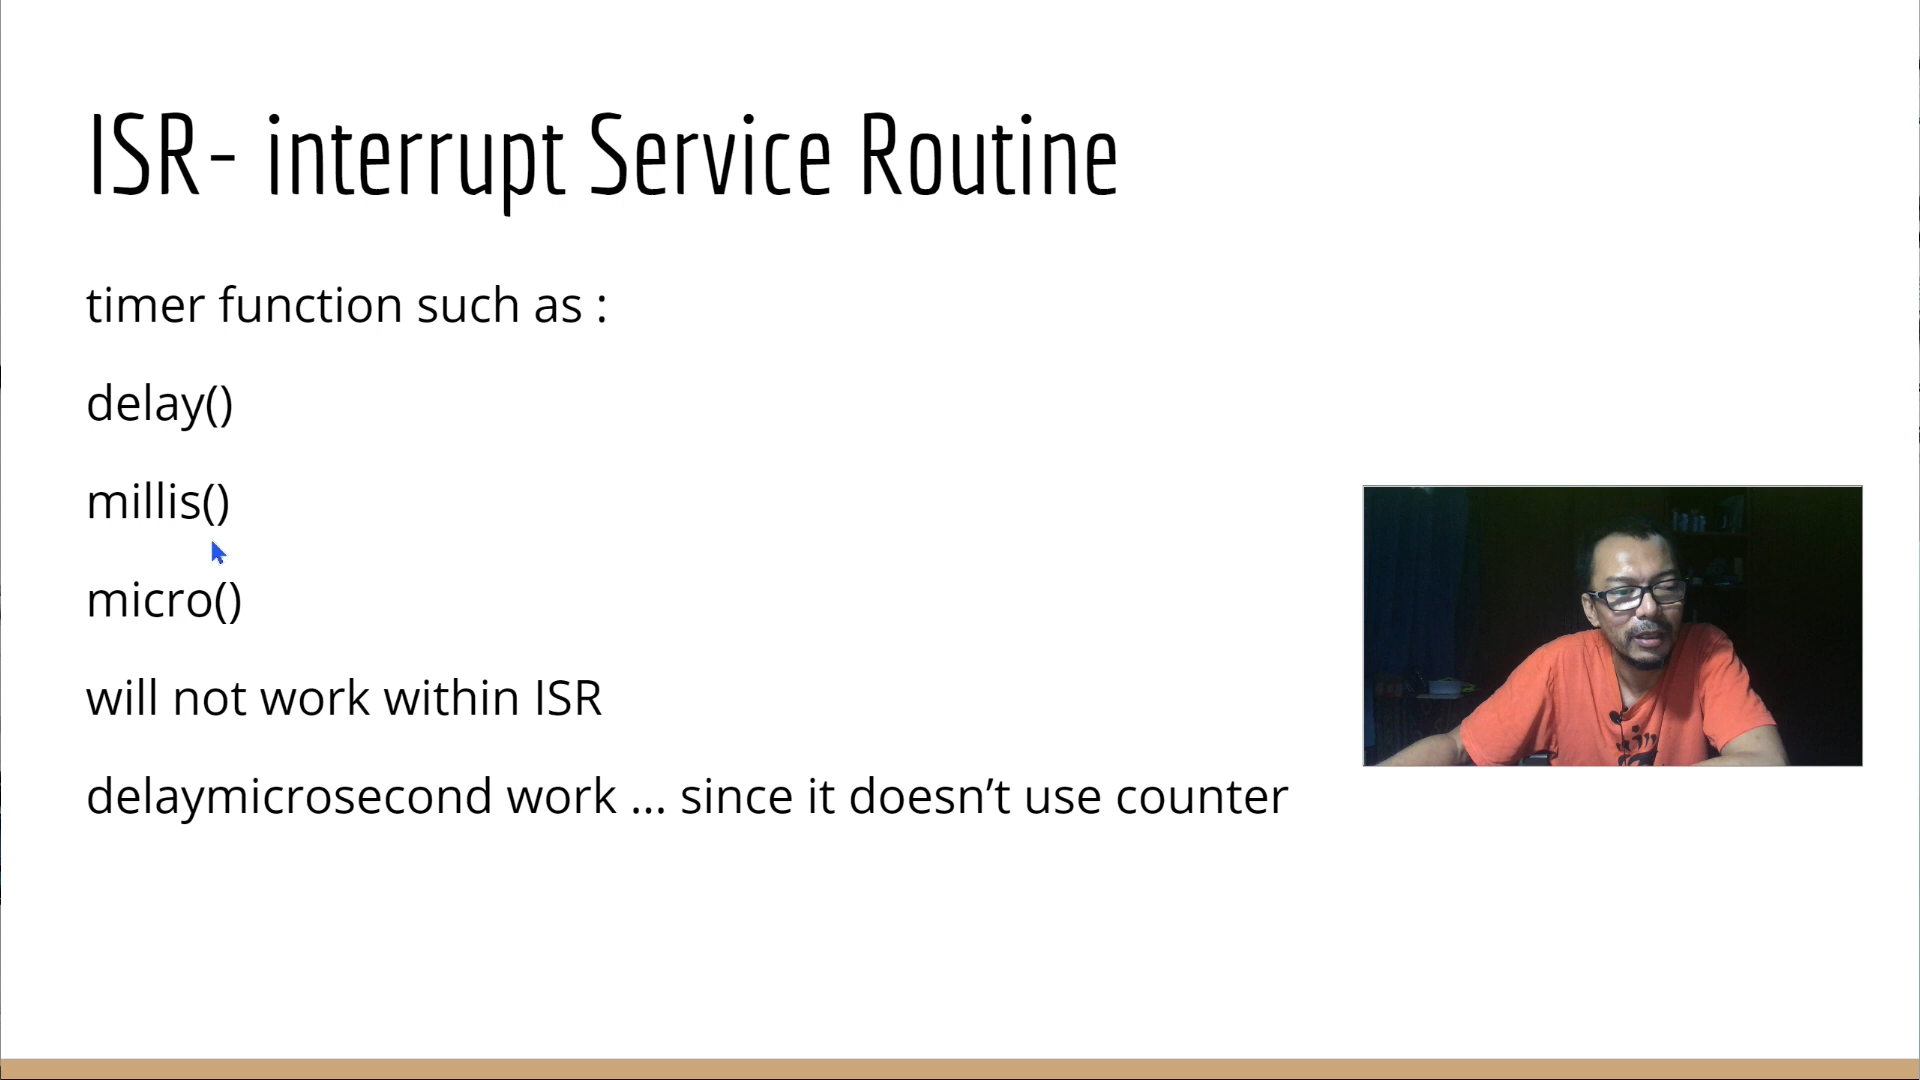 ISR- interrupt Service Routine
timer function such as :
delay()
millis()
micro()
will not work within ISR
delaymicrosecond work ... since it doesn’t use counter